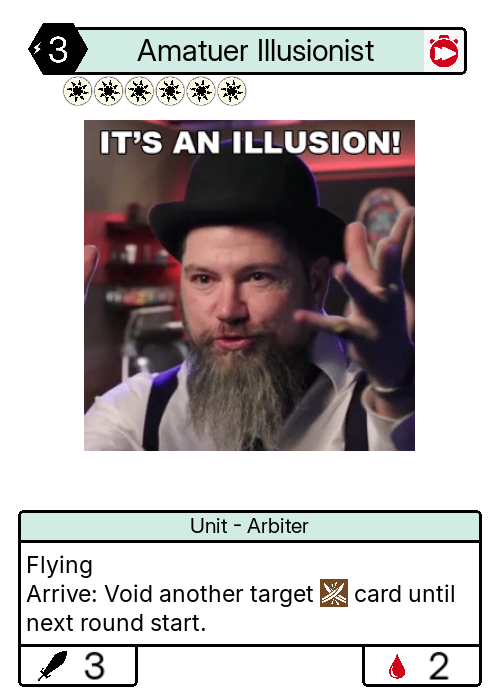 3
Amatuer Illusionist
IT'S AN ILLUSION!
Unit - Arbiter
Flying
Arrive: Void another target card until
next round start.
3
2